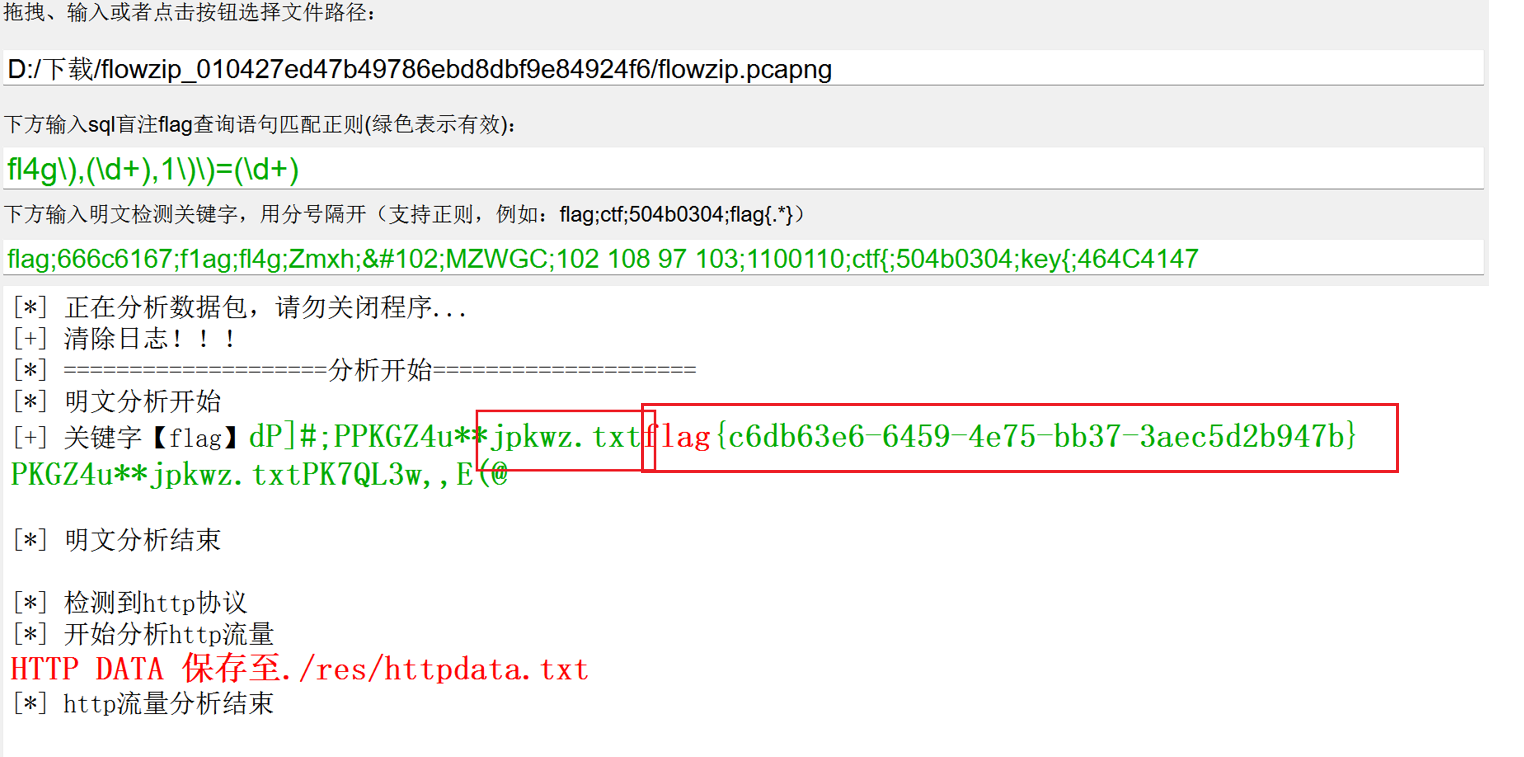 拖拽、输入或者点击按钮选择文件路径:
D:/下载/flowzip_010427ed47b49786ebd8dbf9e84924f6/flowzip.pcapng
下方输入sql盲注flag查询语句匹配正则(绿色表示有效):
fl4g\),(\d+),1\)\)=(\d+)
下方输入明文检测关键字，用分号隔开（支持正则，例如：flag;ctf;504b0304;flag{.*}）
flag;666c6167;f1ag;fl4g;Zmxh;&#102;MZWGC;102 108 97 103;1100110;ctf{;504b0304;key{;464C4147
[*] 正在分析数据包，请勿关闭程序...
[+] 清除日志！！！
[*] ====================分析开始====================
[*] 明文分析开始
[+] 关键字【flag】dP]#;PPKGZ4u**jpkwz.txtflag{c6db63e6-6459-4e75-bb37-3aec5d2b947b}
PKGZ4u**jpkwz.txtPK7QL3w,,E(@
[*] 明文分析结束
[*] 检测到http协议
[*] 开始分析http流量
HTTP DATA 保存至./res/httpdata.txt
[*] http流量分析结束